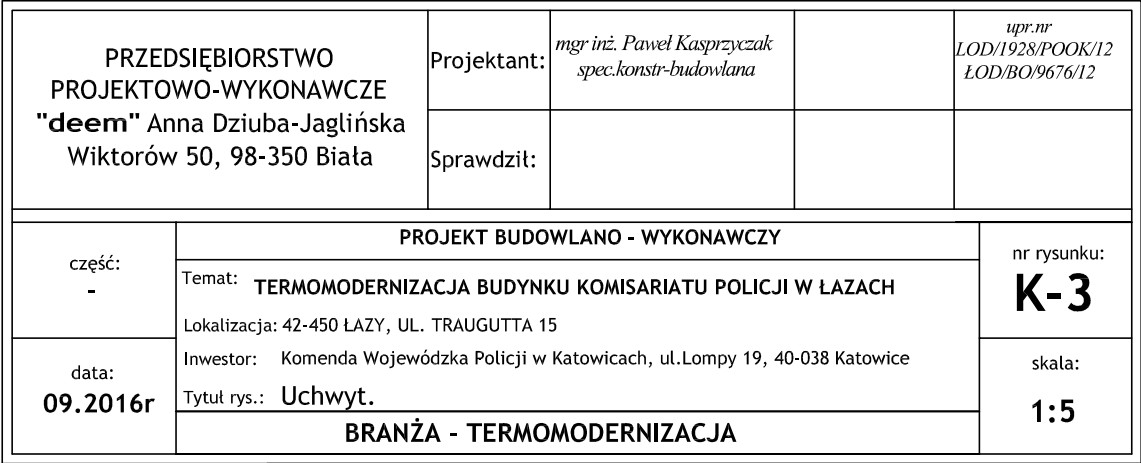 PRZEDSIĘBIORSTWO
PROJEKTOWO-WYKONAWCZE
"deem" Anna Dziuba-Jaglińska
Wiktorów 50, 98-350 Biała
Projektant:
mgr inż. Paweł Kasprzyczak
spec.konstr-budowlana
upr.nr
LOD/1928/POOK/12
ŁOD/BO/9676/12
Sprawdził:
część:
-
data:
09.2016r
PROJEKT BUDOWLANO - WYKONAWCZY
Temat: TERMOMODERNIZACJA BUDYNKU KOMISARIATU POLICJI W ŁAZACH
Lokalizacja: 42-450 ŁAZY, UL. TRAUGUTTA 15
Inwestor: Komenda Wojewódzka Policji w Katowicach, ul.Lompy 19, 40-038 Katowice
Tytuł rys.: Uchwyt.
BRANŻA - TERMOMODERNIZACJA
nr rysunku:
K-3
skala:
1:5